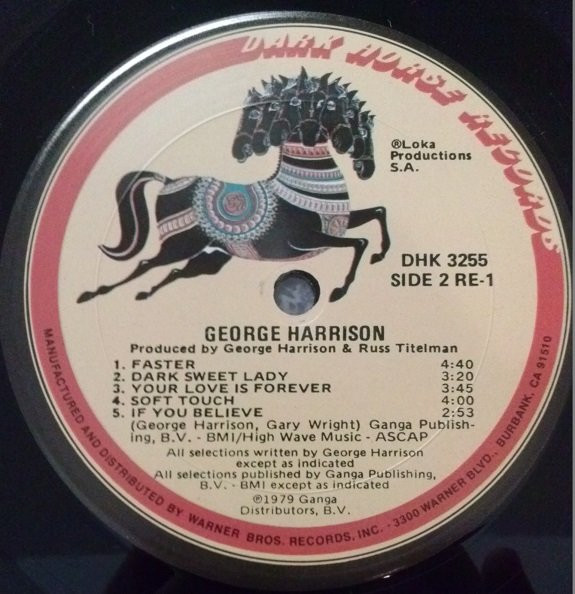 DARK HORSE RECORDS
®Loka
Productions
S.A.
DHK 3255
SIDE 2 RE-1
GEORGE HARRISON
Produced by George Harrison & Russ Titelman
1. FASTER 4:40
2. DARK SWEET LADY 3:20
3. YOUR LOVE IS FOREVER 3:45
4. SOFT TOUCH 4:00
5. IF YOU BELIEVE 2:53
(George Harrison, Gary Wright) Ganga Publish-
ing, B.V. - BMI/High Wave Music - ASCAP
All selections written by George Harrison
except as indicated
All selections published by Ganga Publishing,
B.V. - BMI except as indicated
℗1979 Ganga
Distributors, B.V.
MANUFACTURED AND DISTRIBUTED BY WARNER BROS. RECORDS, INC. - 3300 WARNER BLVD., BURBANK, CA 91510